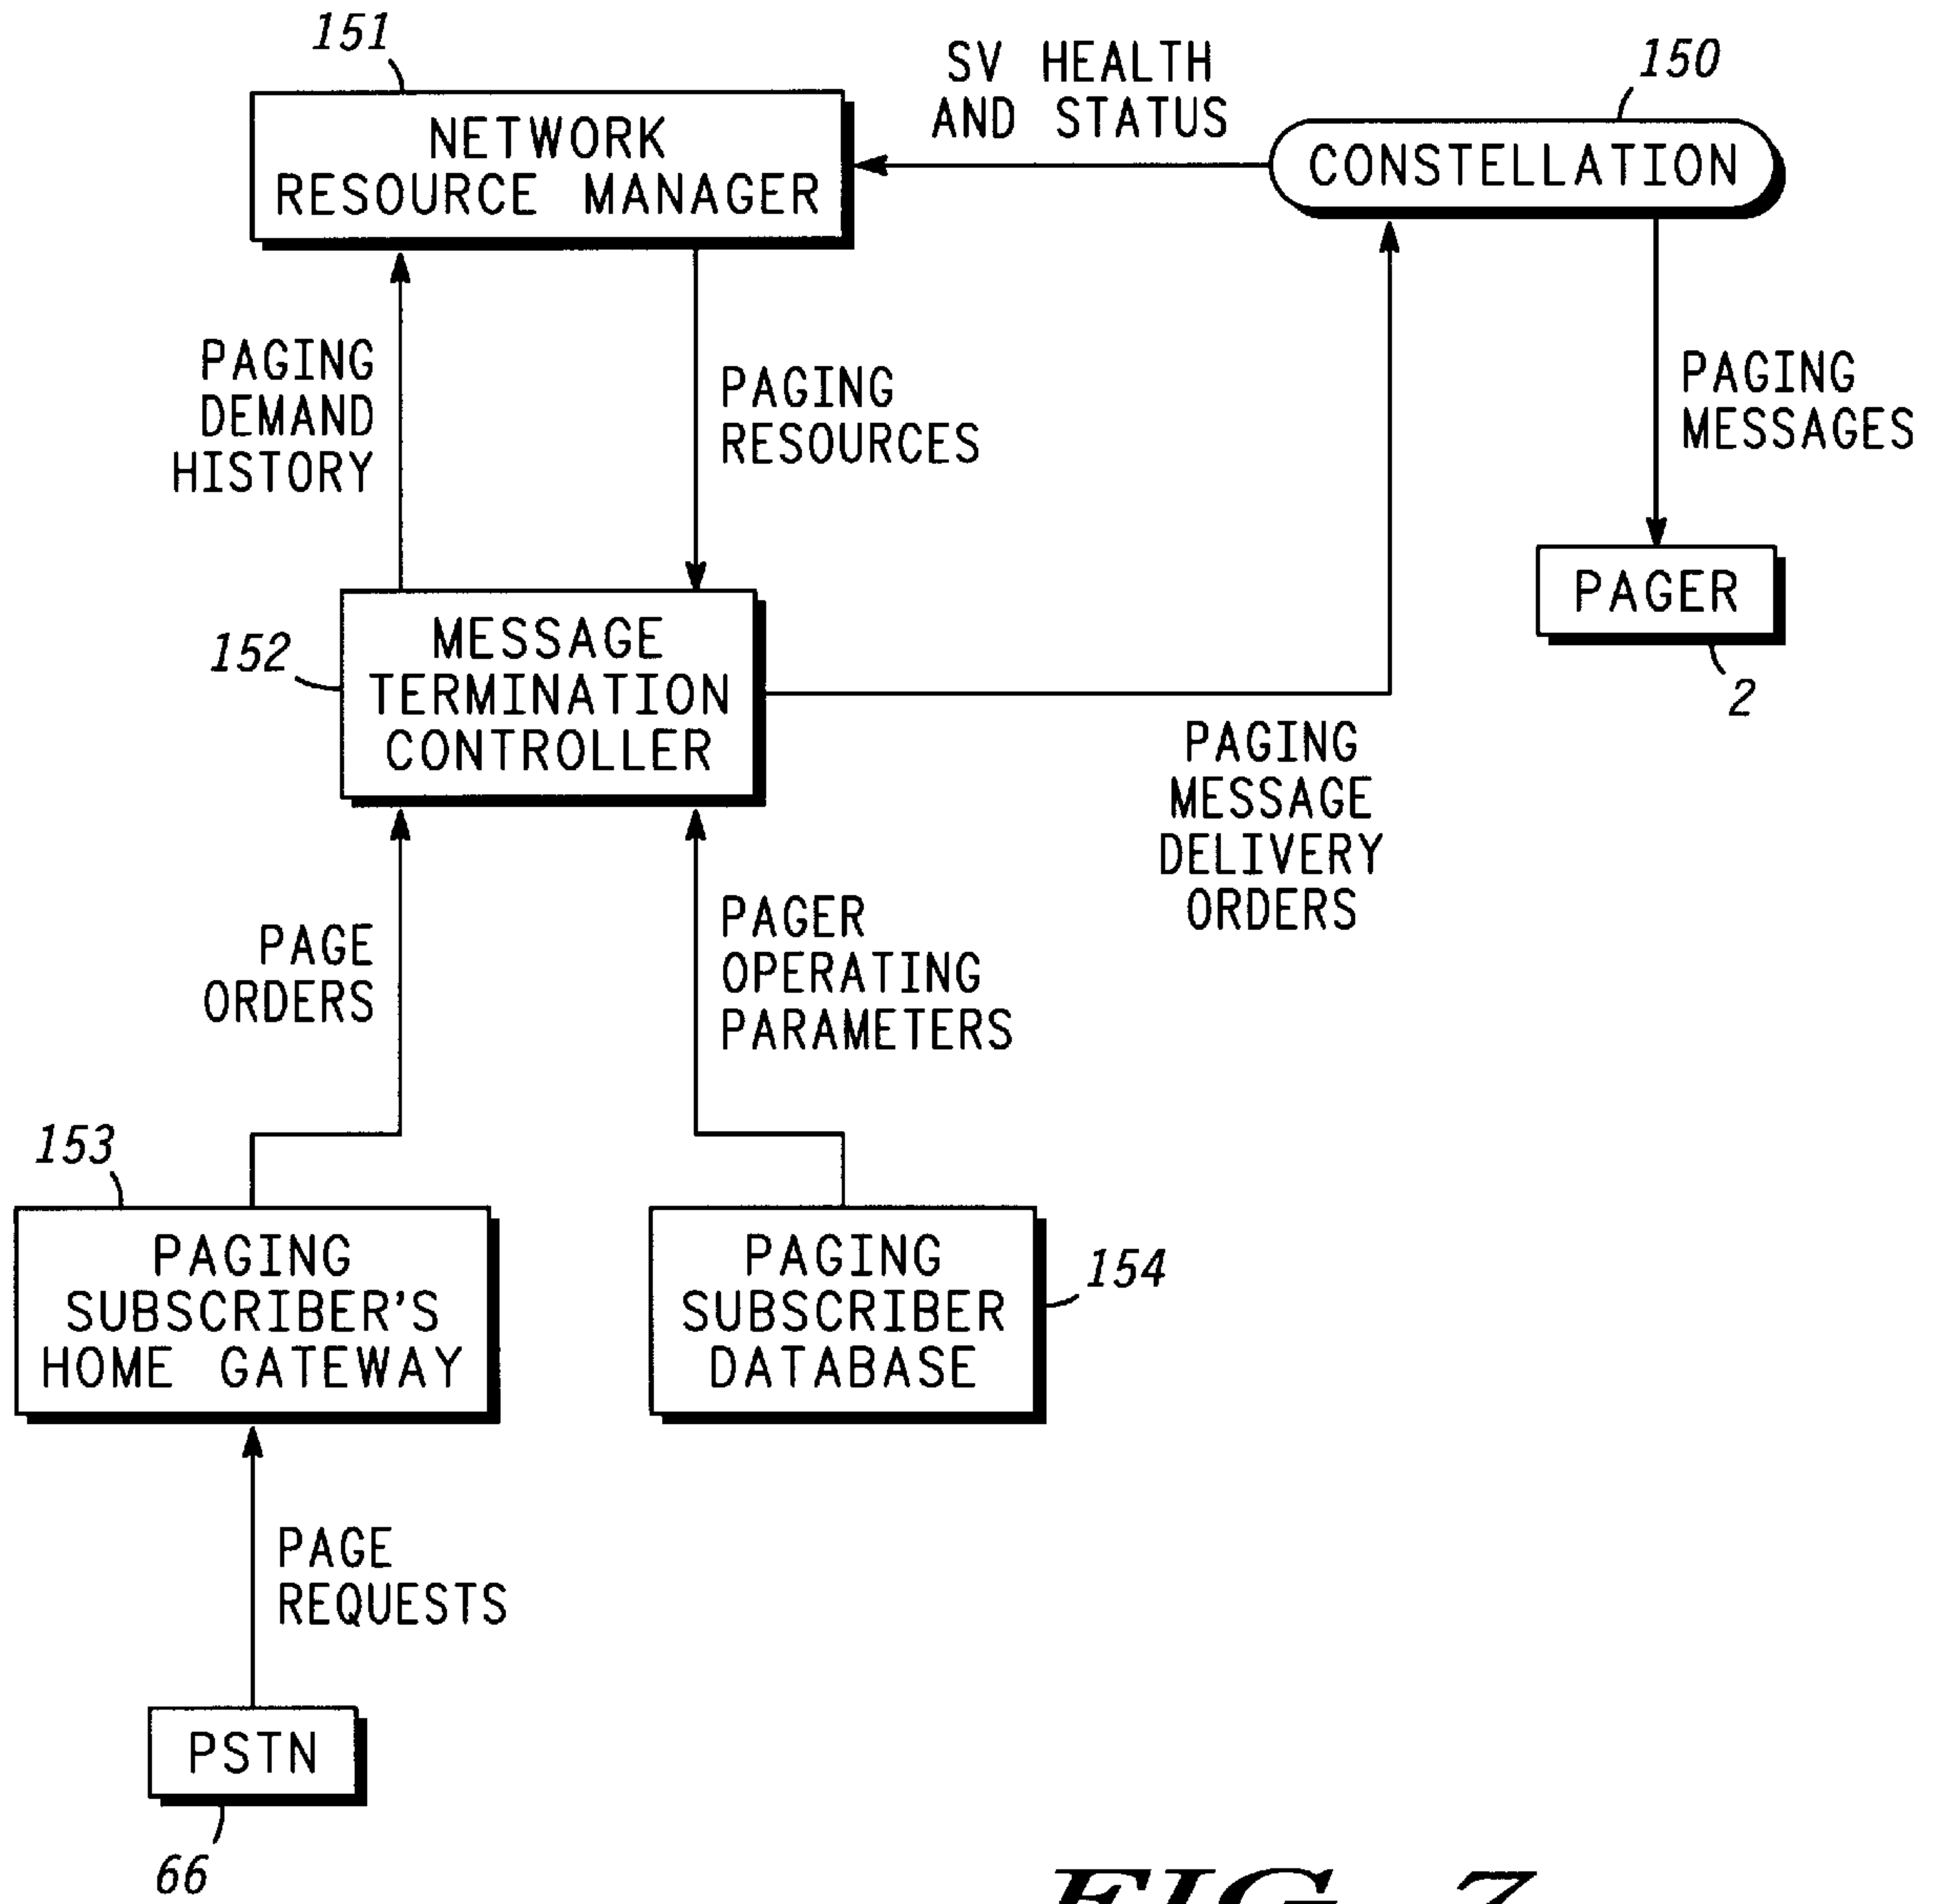 151
SV HEALTH
AND STATUS
150
NETWORK
RESOURCE MANAGER
CONSTELLATION
PAGING
DEMAND
HISTORY
PAGING
RESOURCES
PAGING
MESSAGES
PAGER
2
152
MESSAGE
TERMINATION
CONTROLLER
PAGING
MESSAGE
DELIVERY
ORDERS
PAGE
ORDERS
PAGER
OPERATING
PARAMETERS
153
PAGING
SUBSCRIBER'S
HOME GATEWAY
PAGING
SUBSCRIBER
DATABASE
154
PAGE
REQUESTS
PSTN
66
FIG. 7